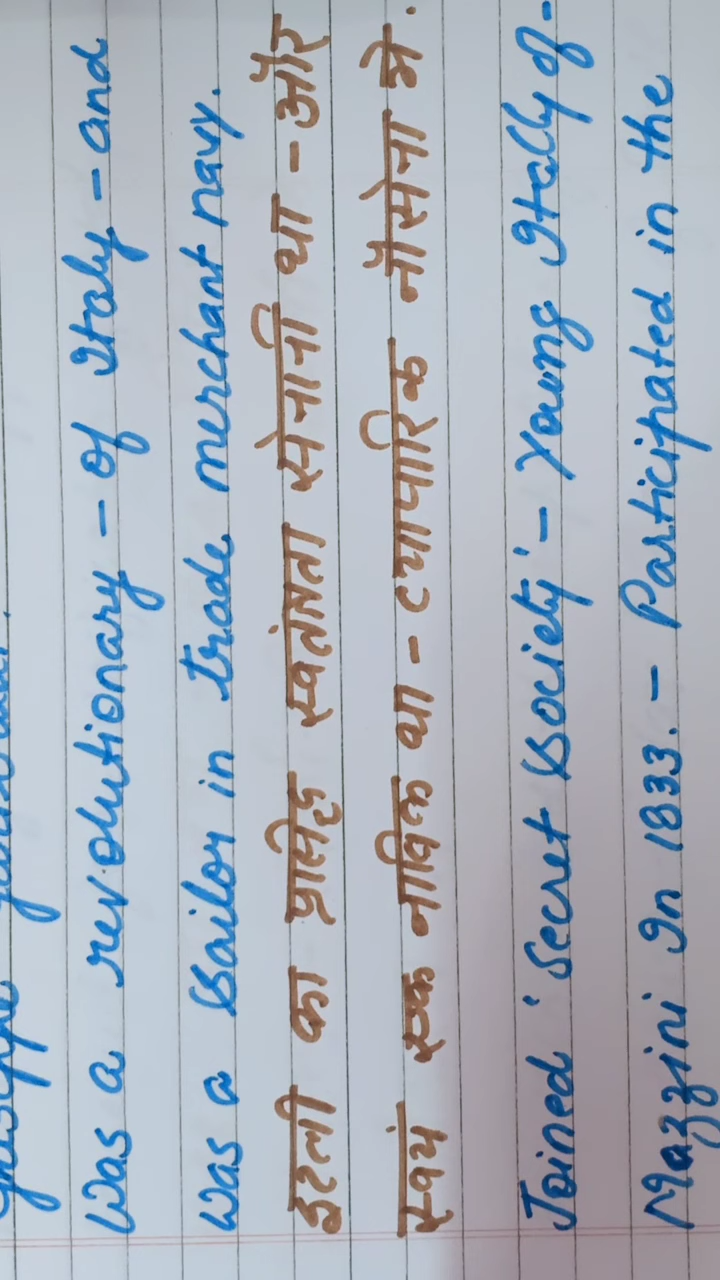 Was a revolutionary - of Italy - and
was a sailor in trade merchant navy.
इटली का प्रसिद्ध स्वतंत्रता सेनानी था - और
स्वयं एक नाविक था - व्यापारिक नौसेना मे.
Joined 'secret society' - Young Itally of -
Mazzini In 1833. - Participated in the